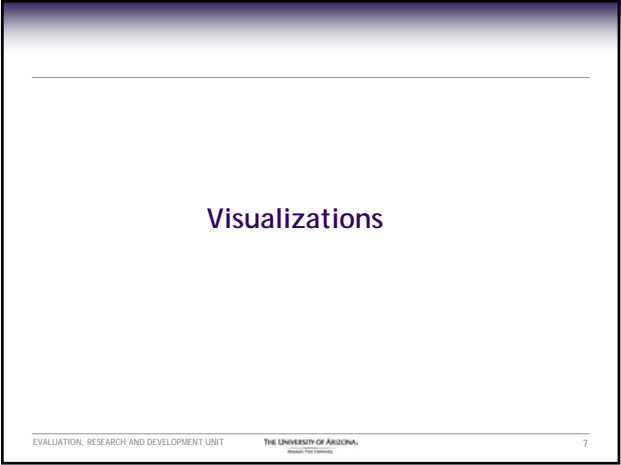 Visualizations
EVALUATION, RESEARCH AND DEVELOPMENT UNIT
THE UNIVERSITY OF ARIZONA.
7